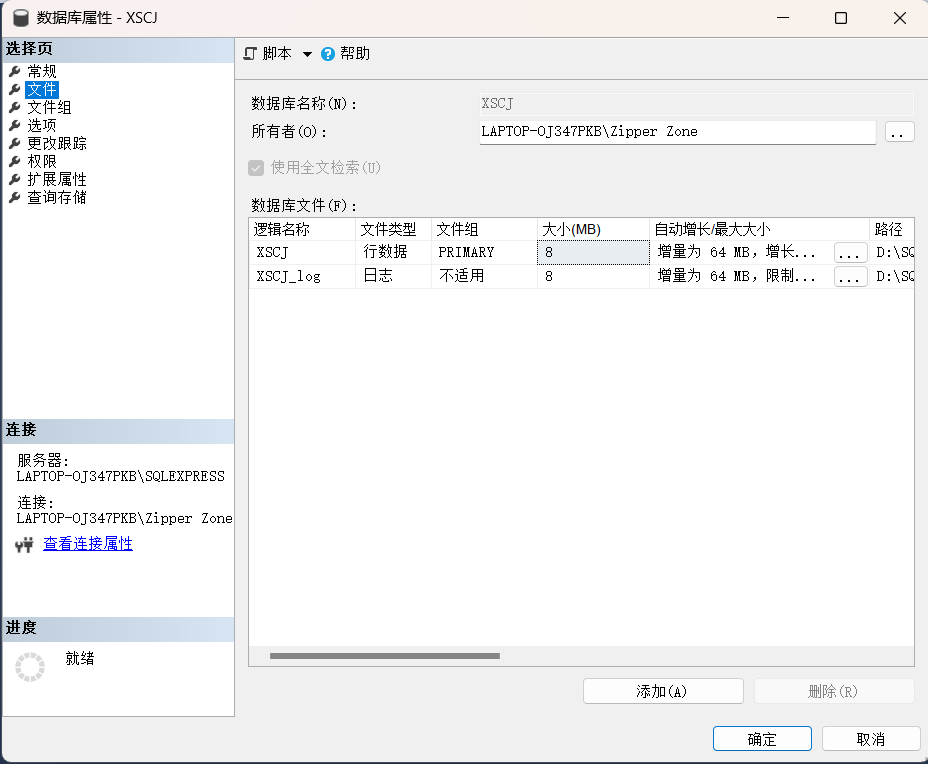 数据库属性 - XSCJ
选择页
常规
文件
文件组
选项
更改跟踪
权限
扩展属性
查询存储
连接
服务器:
LAPTOP-OJ347PKB\SQLEXPRESS
连接:
LAPTOP-OJ347PKB\Zipper Zone
查看连接属性
进度
就绪
脚本 帮助
数据库名称(N): XSCJ
所有者(O): LAPTOP-OJ347PKB\Zipper Zone ..
使用全文检索(U)
数据库文件(F):
逻辑名称 文件类型 文件组 大小(MB) 自动增长/最大大小 路径
XSCJ 行数据 PRIMARY 8 增量为 64 MB，增长... ... D:\SQ
XSCJ_log 日志 不适用 8 增量为 64 MB，限制... ... D:\SQ
添加(A) 删除(R)
确定 取消